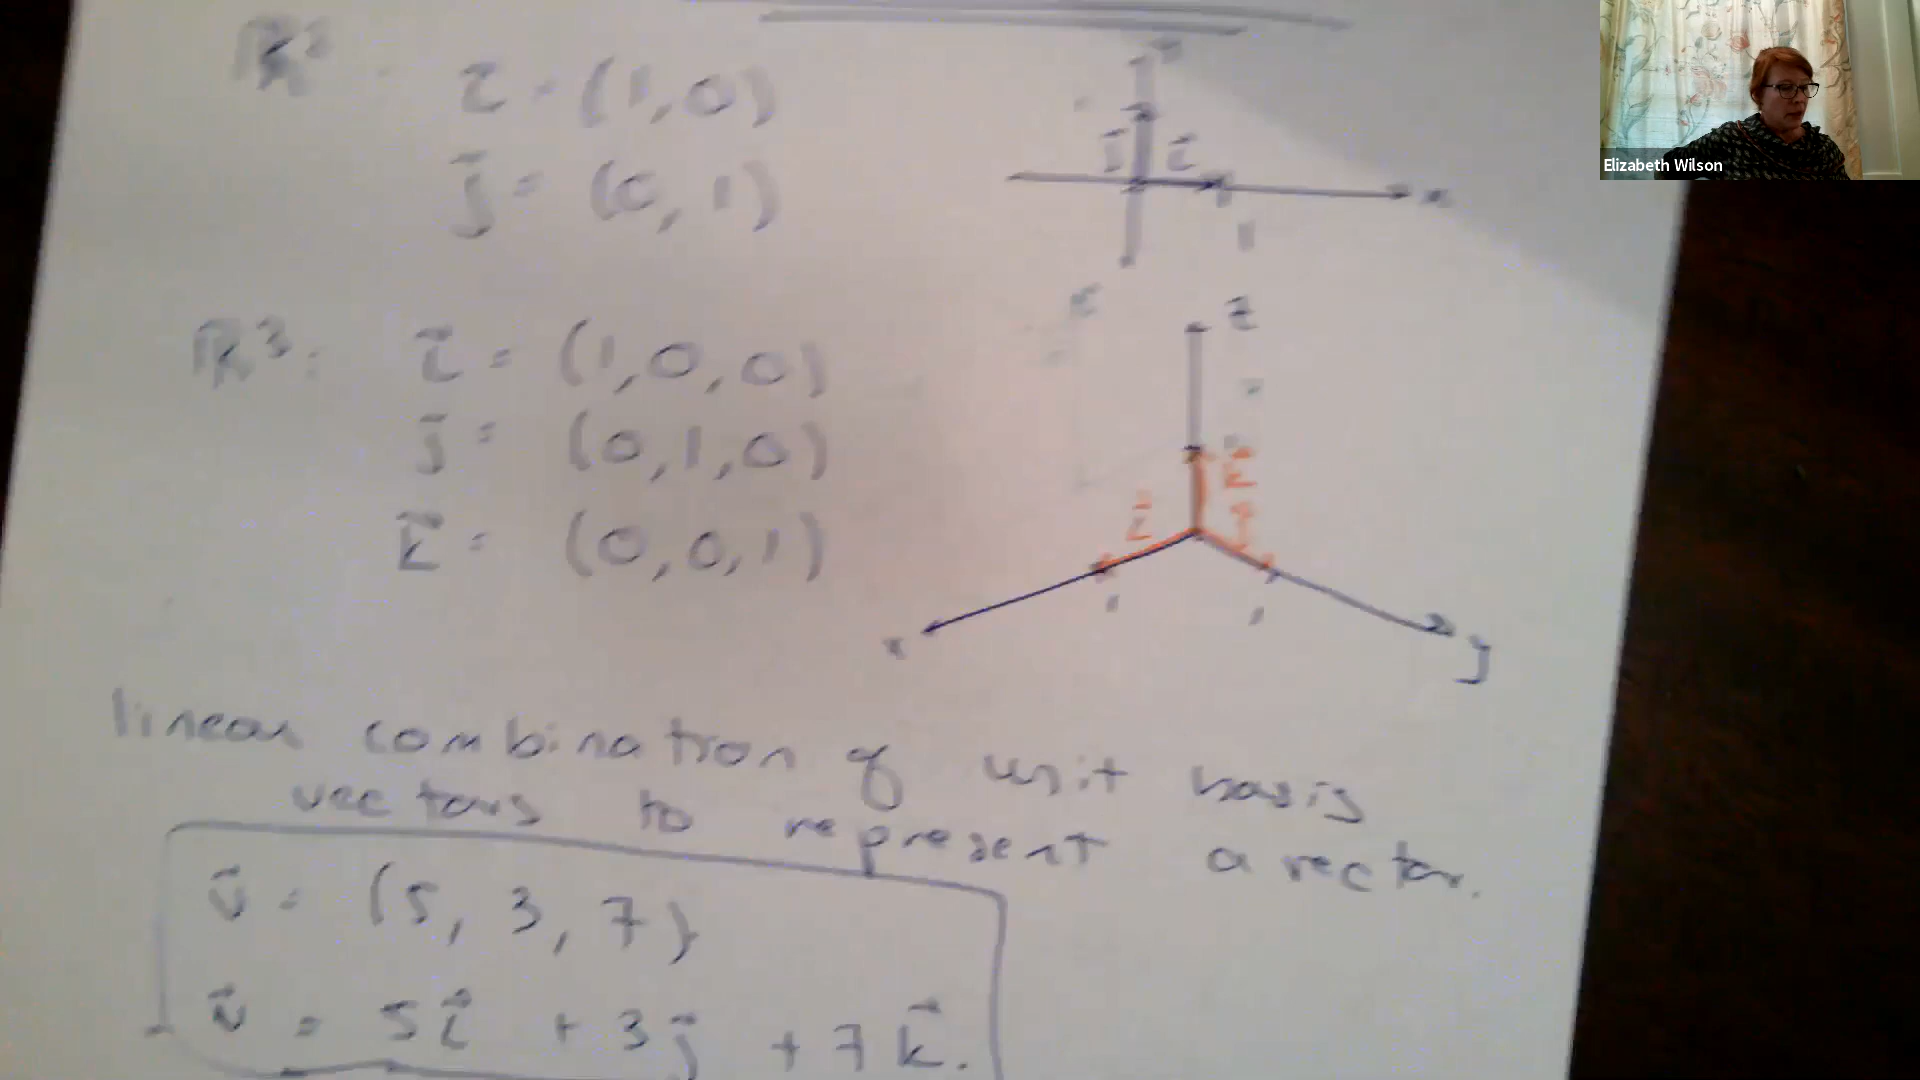 ℝ²
i⃗ = (1, 0)
j⃗ = (0, 1)
j⃗ i⃗
x
1
ℝ³: i⃗ = (1, 0, 0)
j⃗ = (0, 1, 0)
k⃗ = (0, 0, 1)
z
k⃗
i⃗ j⃗
1 1
x y
linear combination of unit basis
vectors to represent a vector.
v⃗ = (5, 3, 7)
v⃗ = 5i⃗ + 3j⃗ + 7k⃗.
Elizabeth Wilson